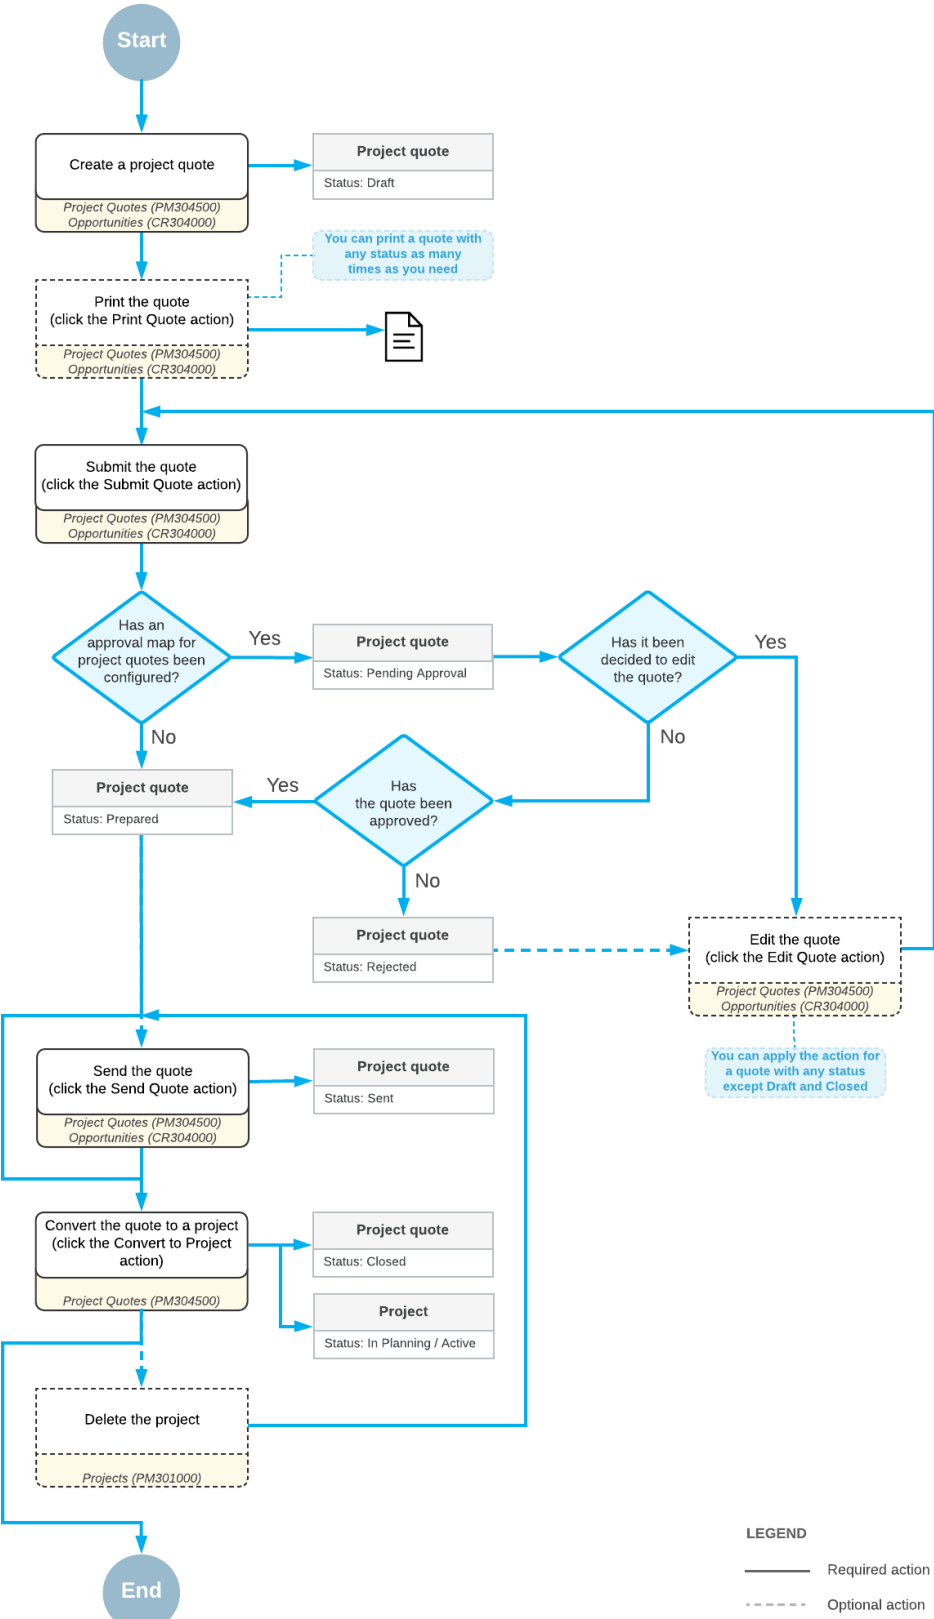 Start
Create a project quote
Project Quotes (PM304500)
Opportunities (CR304000)
Project quote
Status: Draft
You can print a quote with
any status as many
times as you need
Print the quote
(click the Print Quote action)
Project Quotes (PM304500)
Opportunities (CR304000)
Submit the quote
(click the Submit Quote action)
Project Quotes (PM304500)
Opportunities (CR304000)
Has an
approval map for
project quotes been
configured?
Yes
Project quote
Status: Pending Approval
Has it been
decided to edit
the quote?
Yes
No
No
Project quote
Status: Prepared
Yes
Has
the quote been
approved?
No
Project quote
Status: Rejected
Edit the quote
(click the Edit Quote action)
Project Quotes (PM304500)
Opportunities (CR304000)
You can apply the action for
a quote with any status
except Draft and Closed
Send the quote
(click the Send Quote action)
Project Quotes (PM304500)
Opportunities (CR304000)
Project quote
Status: Sent
Convert the quote to a project
(click the Convert to Project
action)
Project Quotes (PM304500)
Project quote
Status: Closed
Project
Status: In Planning / Active
Delete the project
Projects (PM301000)
End
LEGEND
Required action
Optional action